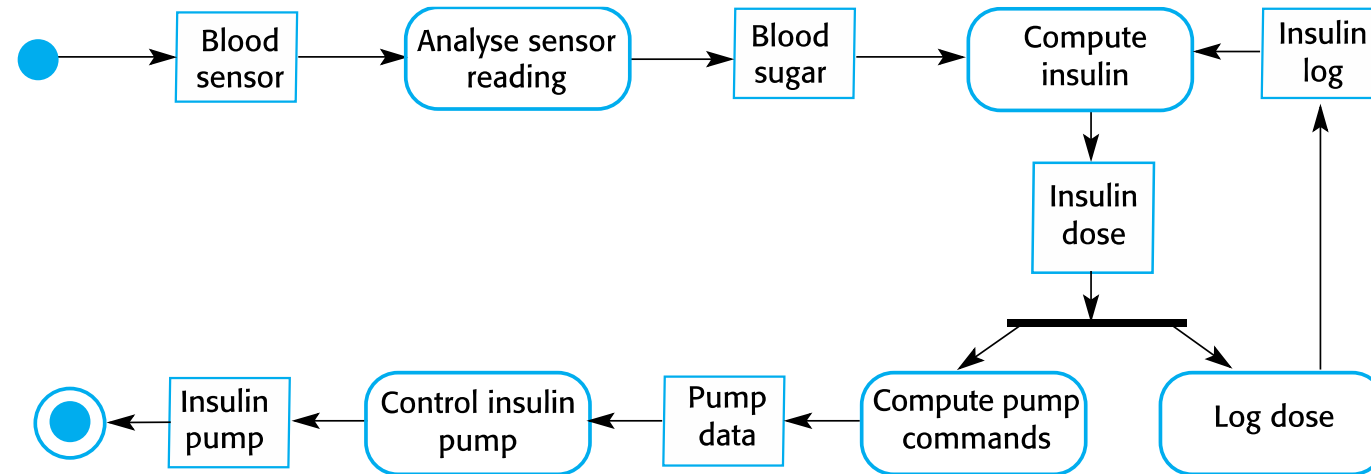 Blood
sensor
Analyse sensor
reading
Blood
sugar
Compute
insulin
Insulin
log
Insulin
dose
Insulin
pump
Control insulin
pump
Pump
data
Compute pump
commands
Log dose